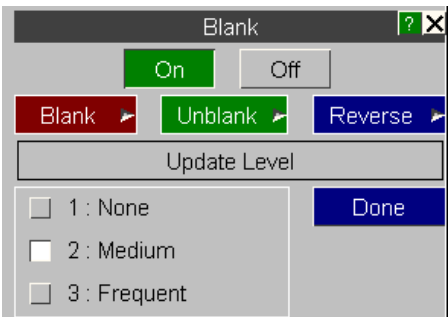 Blank ? X
On Off
Blank Unblank Reverse
Update Level
1 : None Done
2 : Medium
3 : Frequent